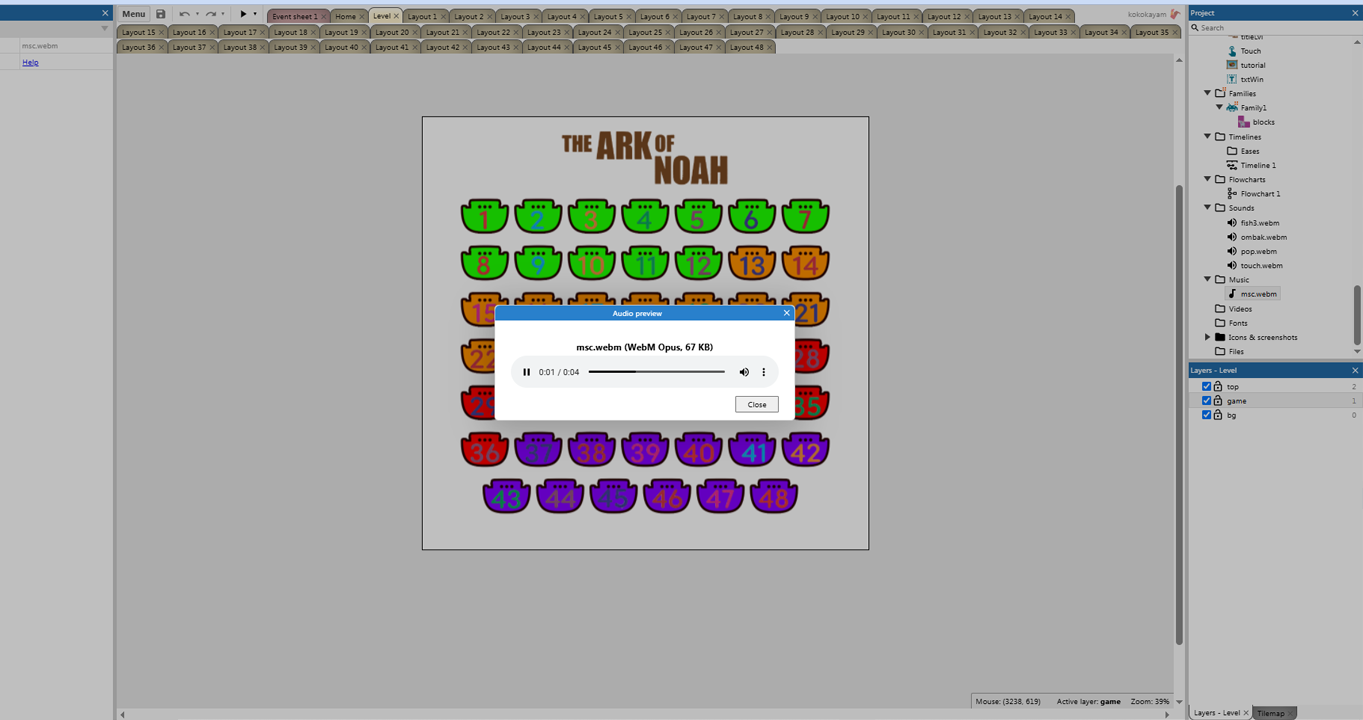 Menu
Event sheet 1 Home Level Layout 1 Layout 2 Layout 3 Layout 4 Layout 5 Layout 6 Layout 7 Layout 8 Layout 9 Layout 10 Layout 11 Layout 12 Layout 13 Layout 14
kokokayam
Layout 15 Layout 16 Layout 17 Layout 18 Layout 19 Layout 20 Layout 21 Layout 22 Layout 23 Layout 24 Layout 25 Layout 26 Layout 27 Layout 28 Layout 29 Layout 30 Layout 31 Layout 32 Layout 33 Layout 34 Layout 35
Layout 36 Layout 37 Layout 38 Layout 39 Layout 40 Layout 41 Layout 42 Layout 43 Layout 44 Layout 45 Layout 46 Layout 47 Layout 48
msc.webm
Help
THE ARK OF
NOAH
1 2 3 4 5 6 7
8 9 10 11 12 13 14
15 21
22 28
29 35
36 37 38 39 40 41 42
43 44 45 46 47 48
Audio preview
msc.webm (WebM Opus, 67 KB)
0:01 / 0:04
Close
Mouse: (3238, 619) Active layer: game Zoom: 39%
Project
Search
titleLvl
Touch
tutorial
txtWin
Families
Family1
blocks
Timelines
Eases
Timeline 1
Flowcharts
Flowchart 1
Sounds
fish3.webm
ombak.webm
pop.webm
touch.webm
Music
msc.webm
Videos
Fonts
Icons & screenshots
Files
Layers - Level
top 2
game 1
bg 0
Layers - Level Tilemap